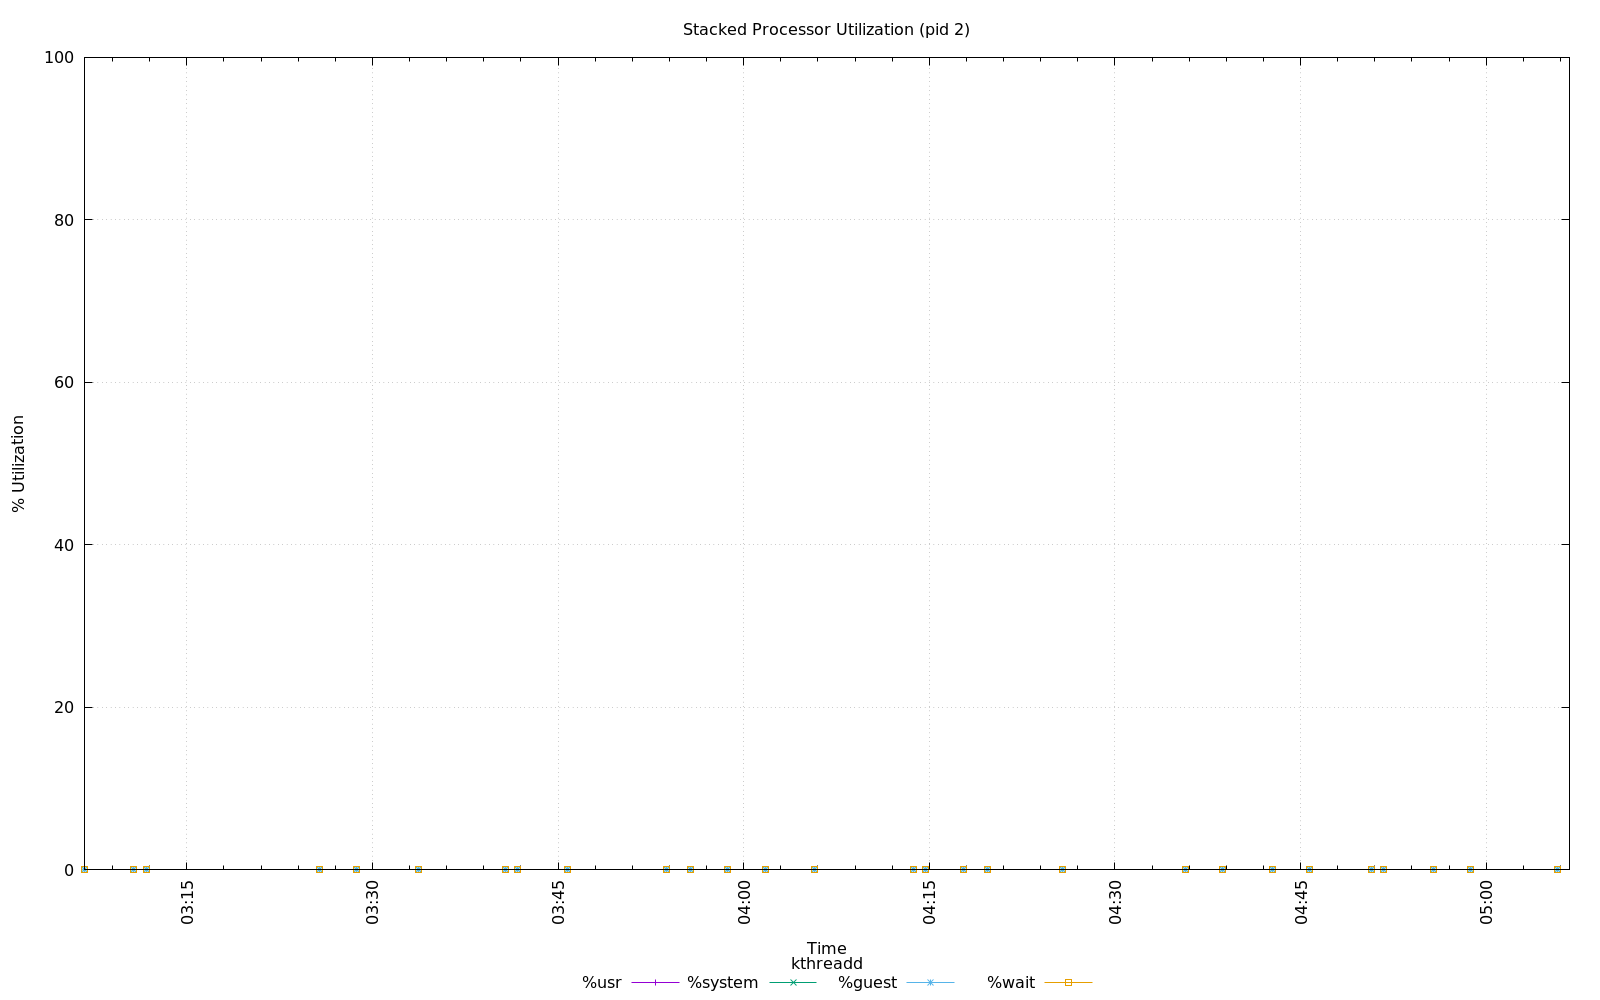 Stacked Processor Utilization (pid 2)
100
80
60
40
20
0
% Utilization
03:15
03:30
03:45
04:00
04:15
04:30
04:45
05:00
Time
kthreadd
%usr %system %guest %wait